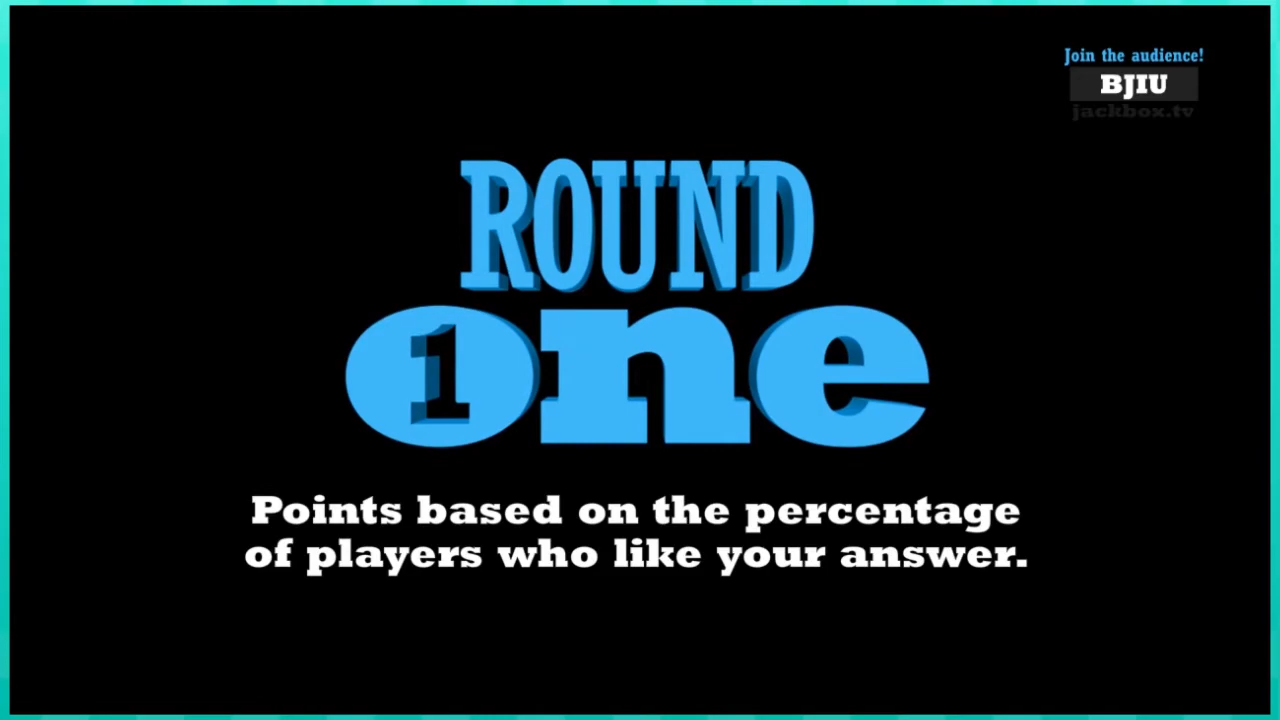 Join the audience!
BJIU
jackbox.tv
ROUND
One
1
Points based on the percentage
of players who like your answer.